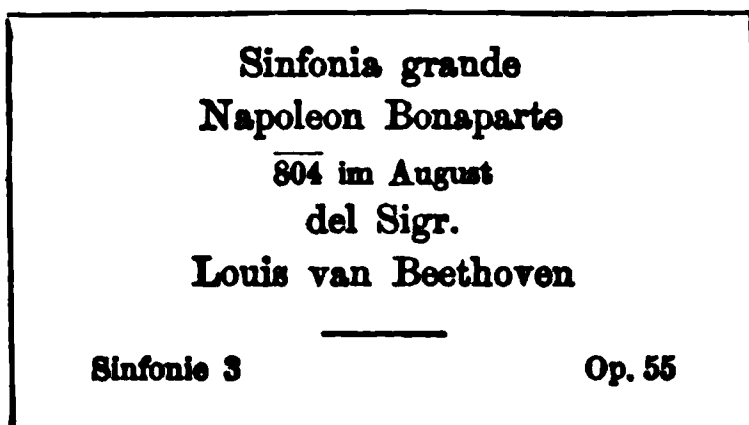 Sinfonia grande
Napoleon Bonaparte
804 im August
del Sigr.
Louis van Beethoven
Sinfonie 3 Op. 55